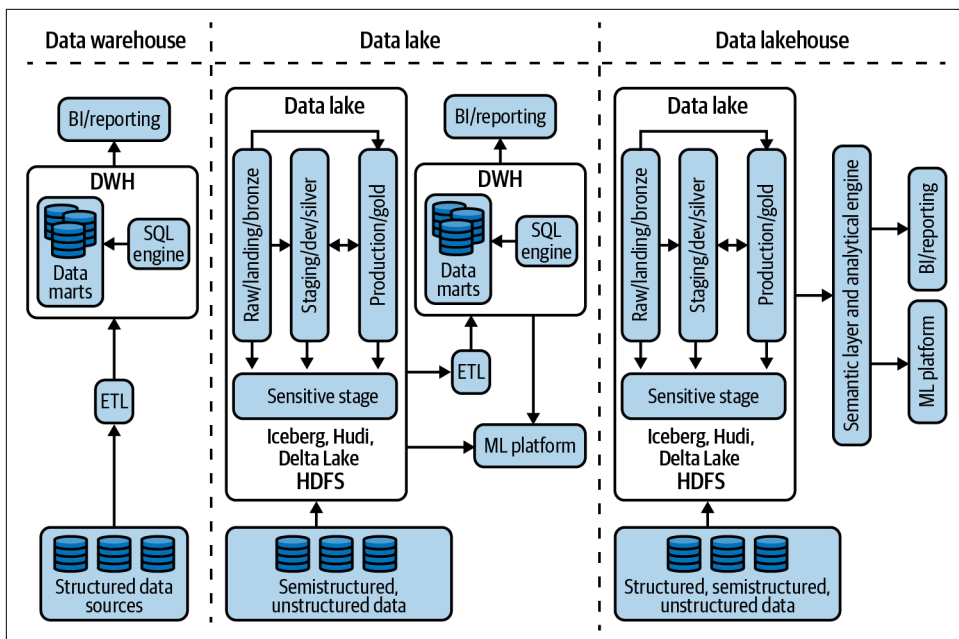 Data warehouse
BI/reporting
DWH
SQL
engine
Data
marts
ETL
Structured data
sources
Data lake
Data lake
Raw/landing/bronze
Staging/dev/silver
Production/gold
Sensitive stage
Iceberg, Hudi,
Delta Lake
HDFS
Semistructured,
unstructured data
BI/reporting
DWH
SQL
engine
Data
marts
ETL
ML platform
Data lakehouse
Data lake
Raw/landing/bronze
Staging/dev/silver
Production/gold
Sensitive stage
Iceberg, Hudi,
Delta Lake
HDFS
Structured, semistructured,
unstructured data
Semantic layer and analytical engine
BI/reporting
ML platform